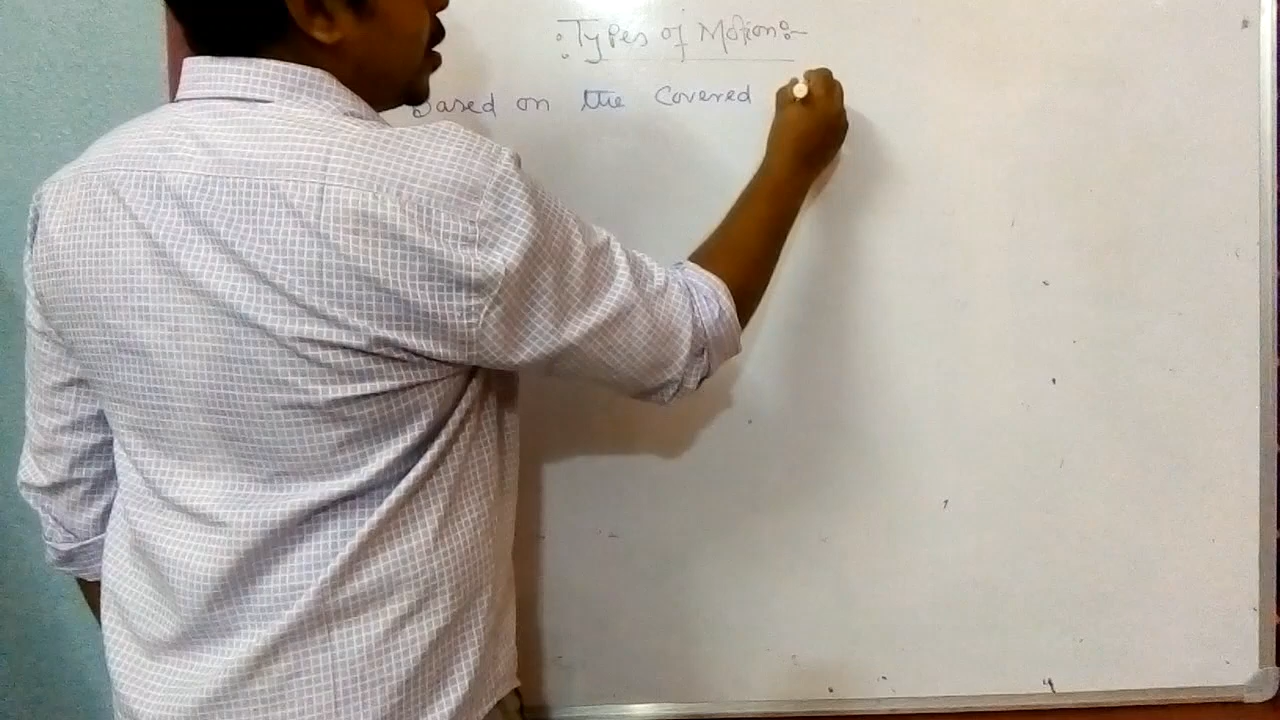 :Types of Motion:-
Based on the Covered